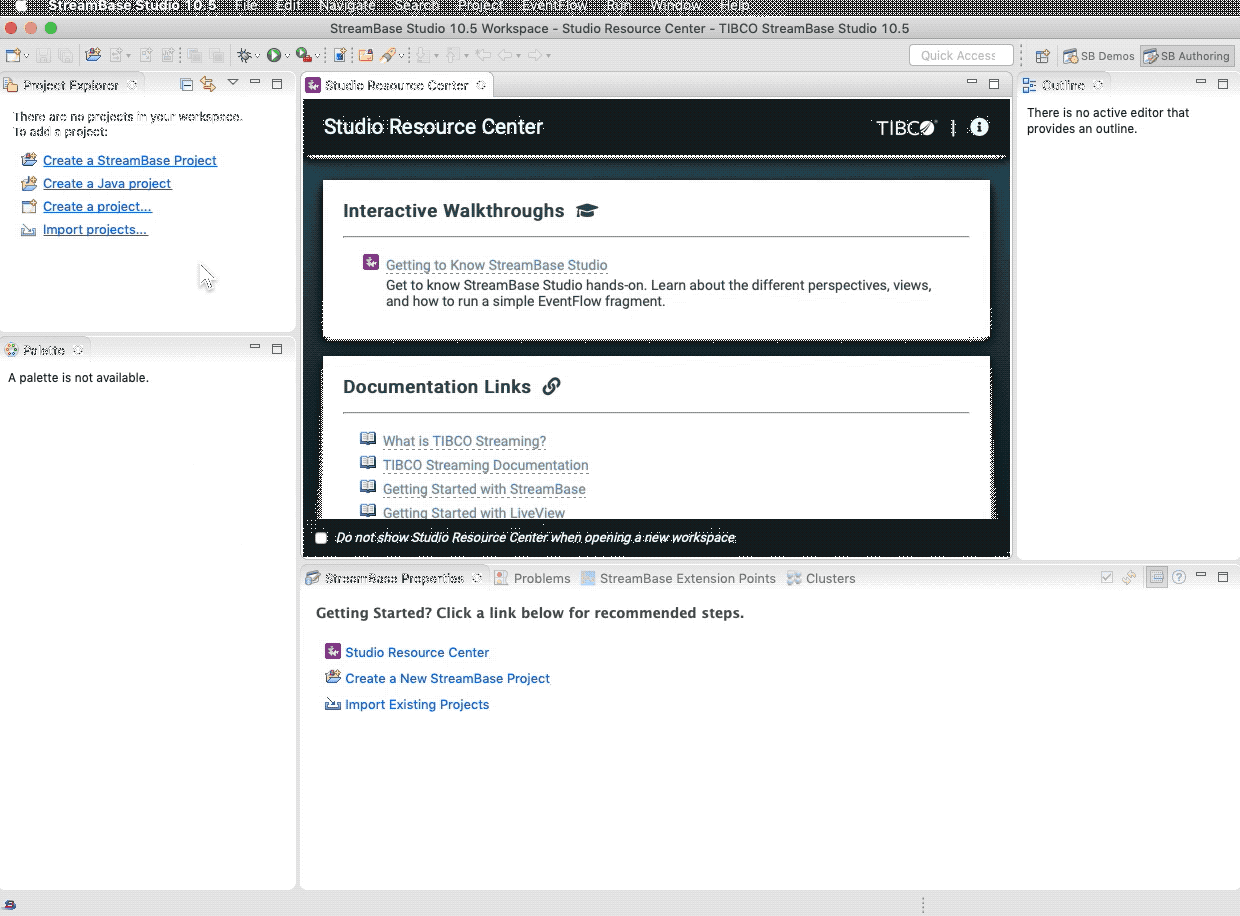 StreamBase Studio 10.5 File Edit Navigate Search Project EventFlow Run Window Help
StreamBase Studio 10.5 Workspace - Studio Resource Center - TIBCO StreamBase Studio 10.5
Quick Access
SB Demos
SB Authoring
Project Explorer
There are no projects in your workspace.
To add a project:
Create a StreamBase Project
Create a Java project
Create a project...
Import projects...
Palette
A palette is not available.
Studio Resource Center
Studio Resource Center
TIBCO
Interactive Walkthroughs
Getting to Know StreamBase Studio
Get to know StreamBase Studio hands-on. Learn about the different perspectives, views,
and how to run a simple EventFlow fragment.
Documentation Links
What is TIBCO Streaming?
TIBCO Streaming Documentation
Getting Started with StreamBase
Getting Started with LiveView
Do not show Studio Resource Center when opening a new workspace
Outline
There is no active editor that
provides an outline.
StreamBase Properties
Problems
StreamBase Extension Points
Clusters
Getting Started? Click a link below for recommended steps.
Studio Resource Center
Create a New StreamBase Project
Import Existing Projects